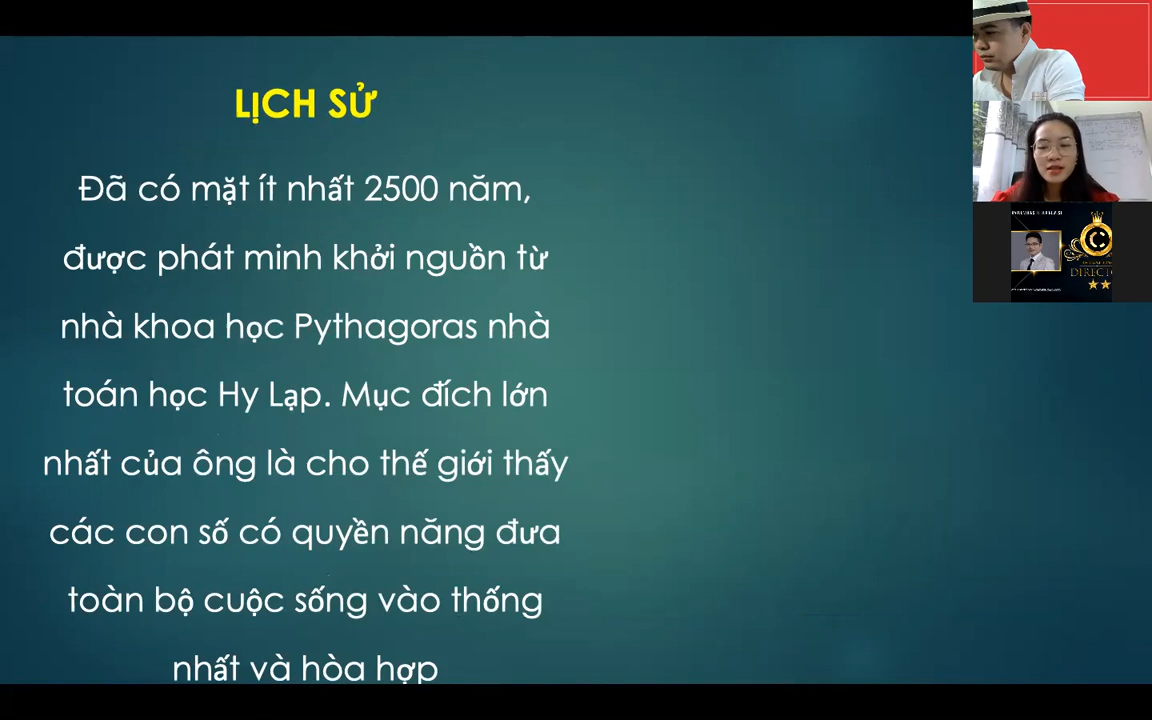 LỊCH SỬ
Đã có mặt ít nhất 2500 năm,
được phát minh khởi nguồn từ
nhà khoa học Pythagoras nhà
toán học Hy Lạp. Mục đích lớn
nhất của ông là cho thế giới thấy
các con số có quyền năng đưa
toàn bộ cuộc sống vào thống
nhất và hòa hợp